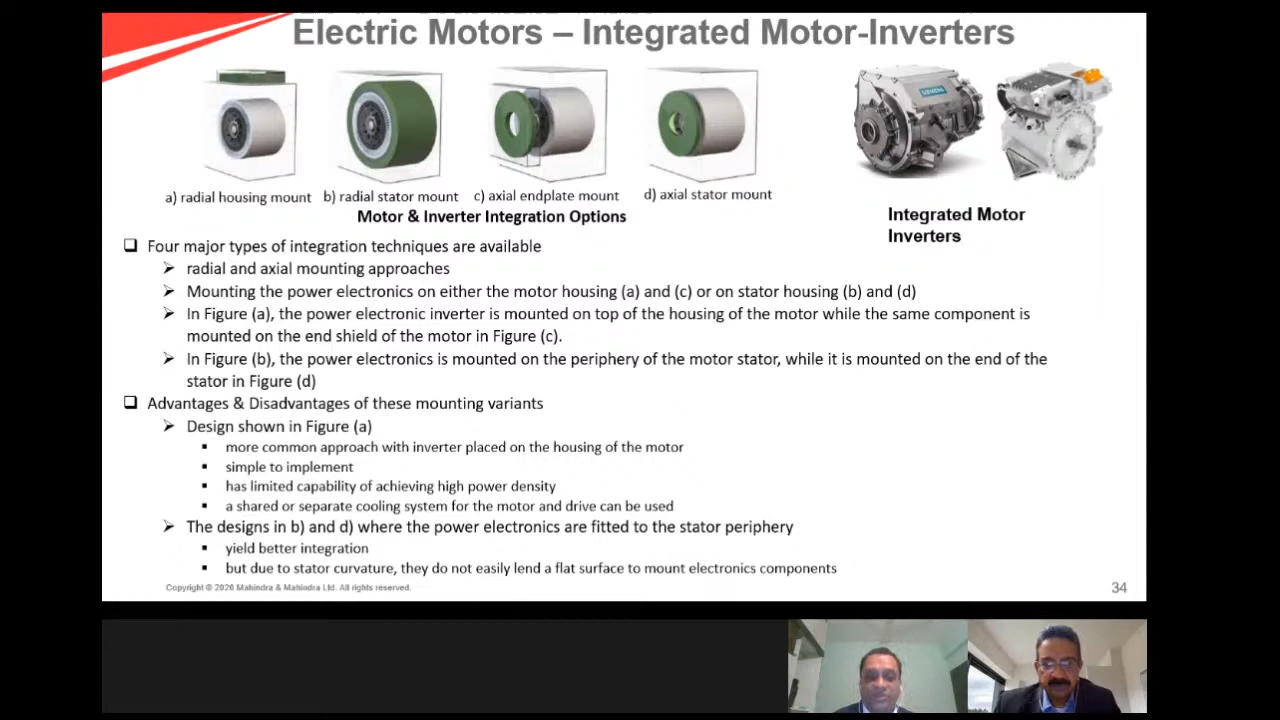 Electric Motors – Integrated Motor-Inverters
SIEMENS
a) radial housing mount b) radial stator mount c) axial endplate mount d) axial stator mount
Motor & Inverter Integration Options
Integrated Motor
Inverters
❑ Four major types of integration techniques are available
➢ radial and axial mounting approaches
➢ Mounting the power electronics on either the motor housing (a) and (c) or on stator housing (b) and (d)
➢ In Figure (a), the power electronic inverter is mounted on top of the housing of the motor while the same component is
mounted on the end shield of the motor in Figure (c).
➢ In Figure (b), the power electronics is mounted on the periphery of the motor stator, while it is mounted on the end of the
stator in Figure (d)
❑ Advantages & Disadvantages of these mounting variants
➢ Design shown in Figure (a)
▪ more common approach with inverter placed on the housing of the motor
▪ simple to implement
▪ has limited capability of achieving high power density
▪ a shared or separate cooling system for the motor and drive can be used
➢ The designs in b) and d) where the power electronics are fitted to the stator periphery
▪ yield better integration
▪ but due to stator curvature, they do not easily lend a flat surface to mount electronics components
Copyright © 2020 Mahindra & Mahindra Ltd. All rights reserved.
34